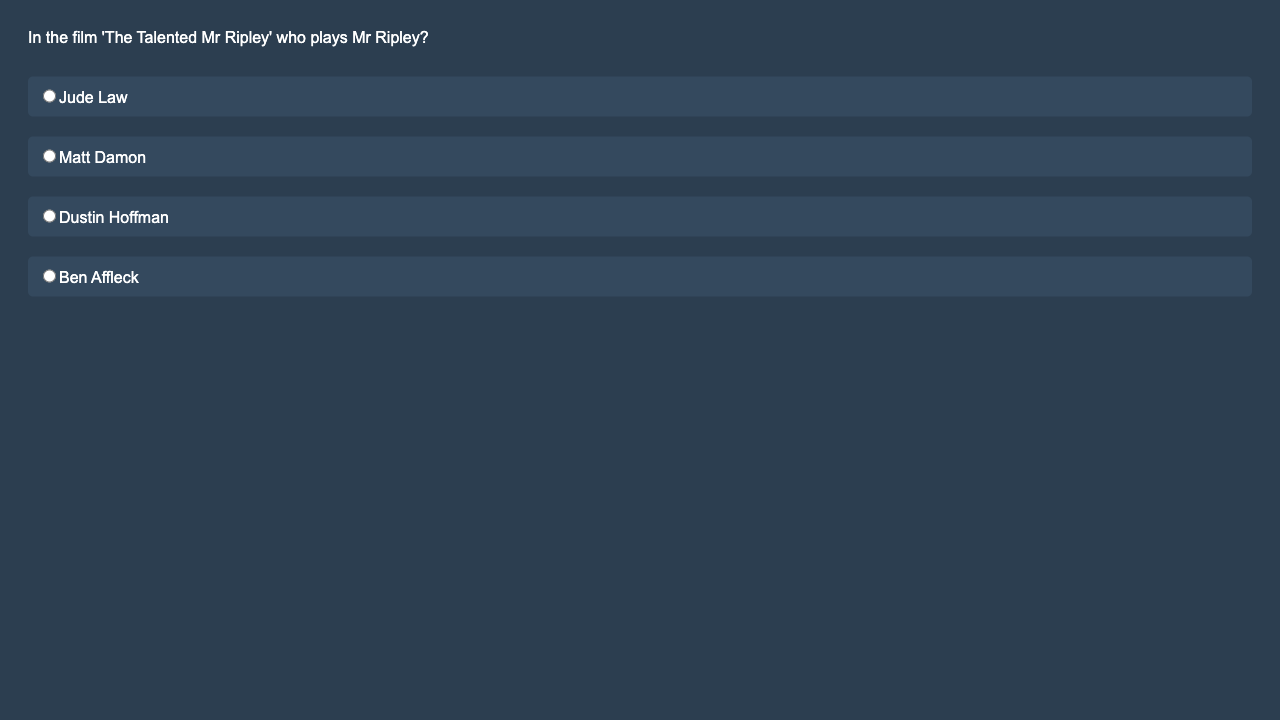 In the film 'The Talented Mr Ripley' who plays Mr Ripley?
Jude Law
Matt Damon
Dustin Hoffman
Ben Affleck